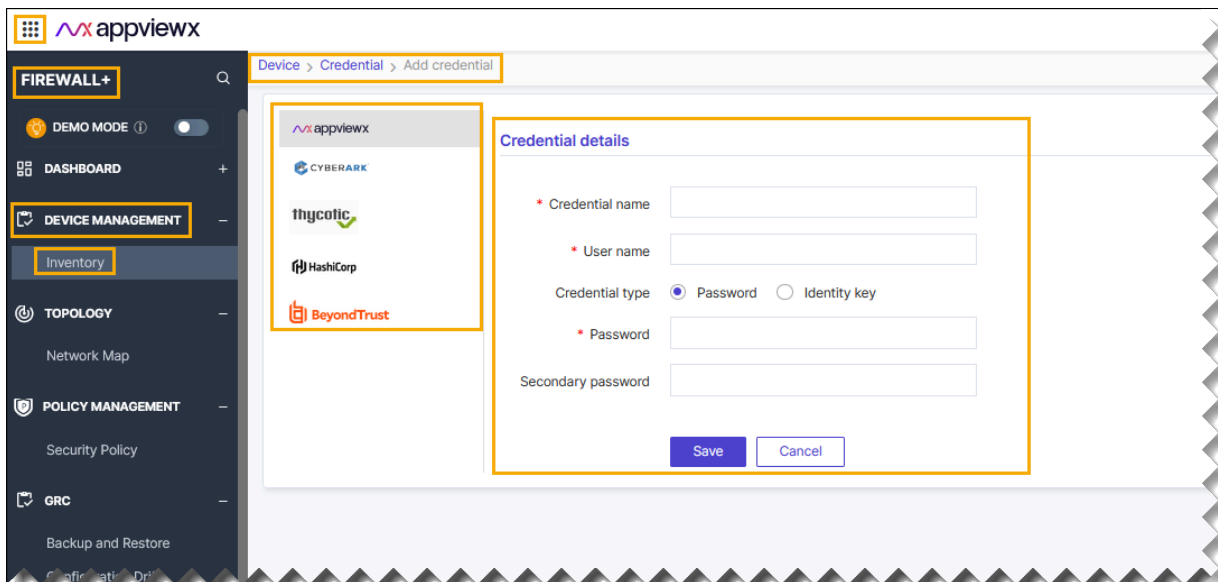 appviewx
FIREWALL+
Device > Credential > Add credential
DEMO MODE
DASHBOARD +
DEVICE MANAGEMENT –
Inventory
TOPOLOGY –
Network Map
POLICY MANAGEMENT –
Security Policy
GRC –
Backup and Restore
appviewx
CYBERARK
thycotic
HashiCorp
BeyondTrust
Credential details
* Credential name
* User name
Credential type Password Identity key
* Password
Secondary password
Save Cancel